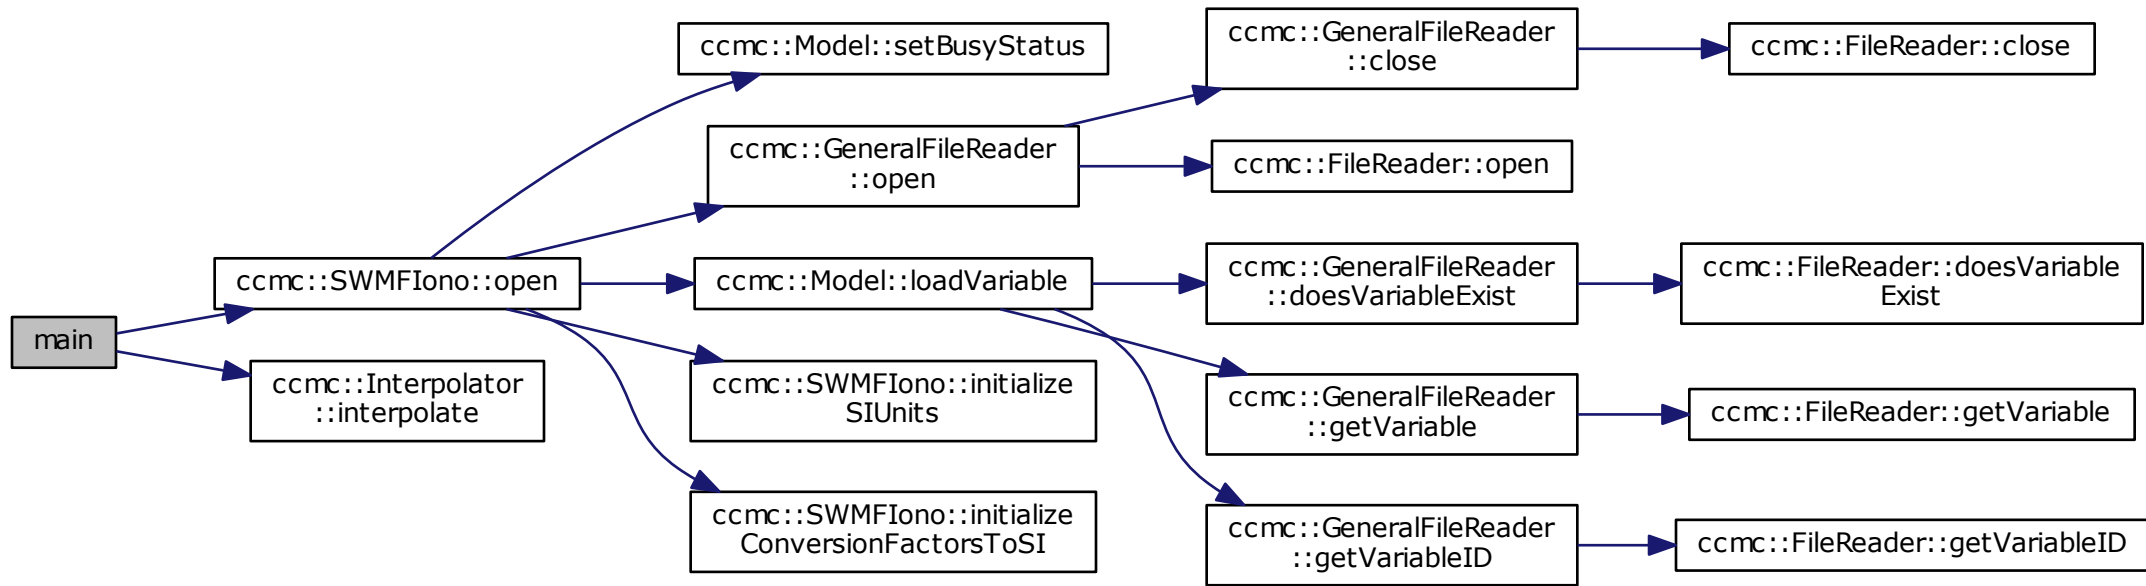 main
ccmc::SWMFIono::open
ccmc::Interpolator
::interpolate
ccmc::Model::setBusyStatus
ccmc::GeneralFileReader
::open
ccmc::Model::loadVariable
ccmc::SWMFIono::initialize
SIUnits
ccmc::SWMFIono::initialize
ConversionFactorsToSI
ccmc::GeneralFileReader
::close
ccmc::FileReader::open
ccmc::GeneralFileReader
::doesVariableExist
ccmc::GeneralFileReader
::getVariable
ccmc::GeneralFileReader
::getVariableID
ccmc::FileReader::close
ccmc::FileReader::doesVariable
Exist
ccmc::FileReader::getVariable
ccmc::FileReader::getVariableID